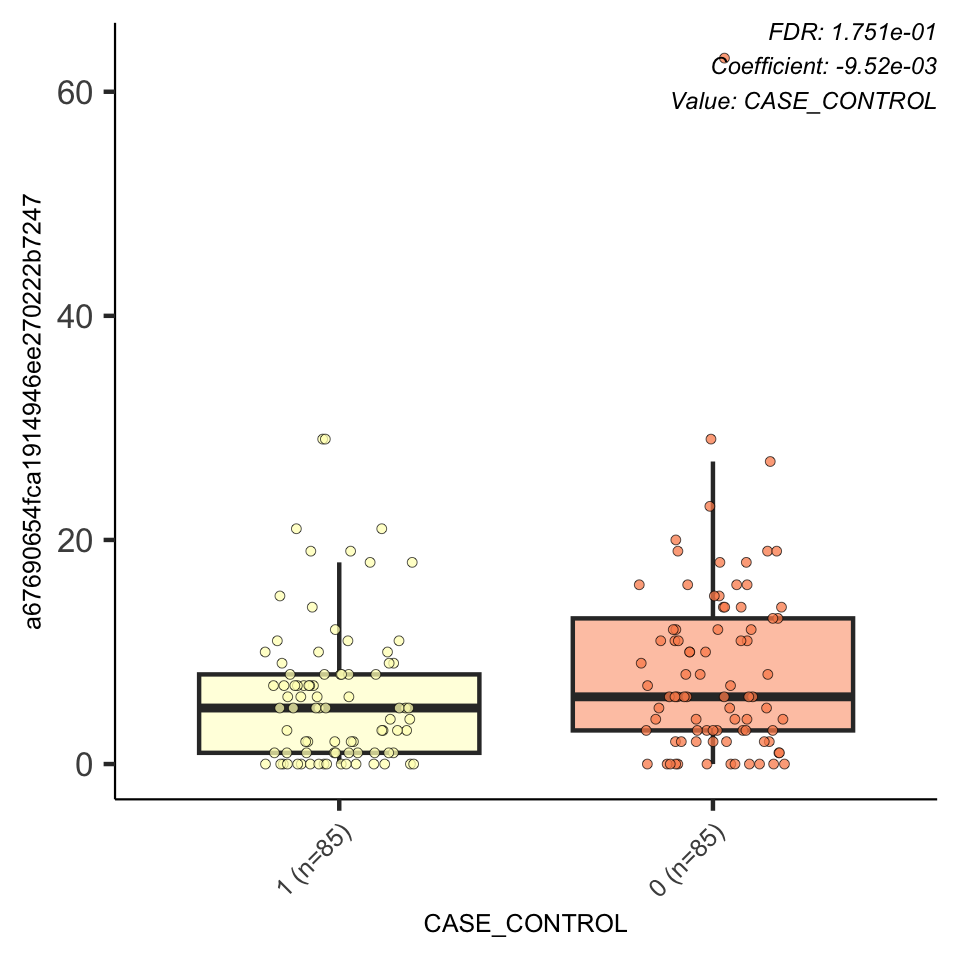 FDR: 1.751e-01
Coefficient: -9.52e-03
Value: CASE_CONTROL
60
40
20
0
a67690654fca1914946ee270222b7247
1 (n=85)
0 (n=85)
CASE_CONTROL